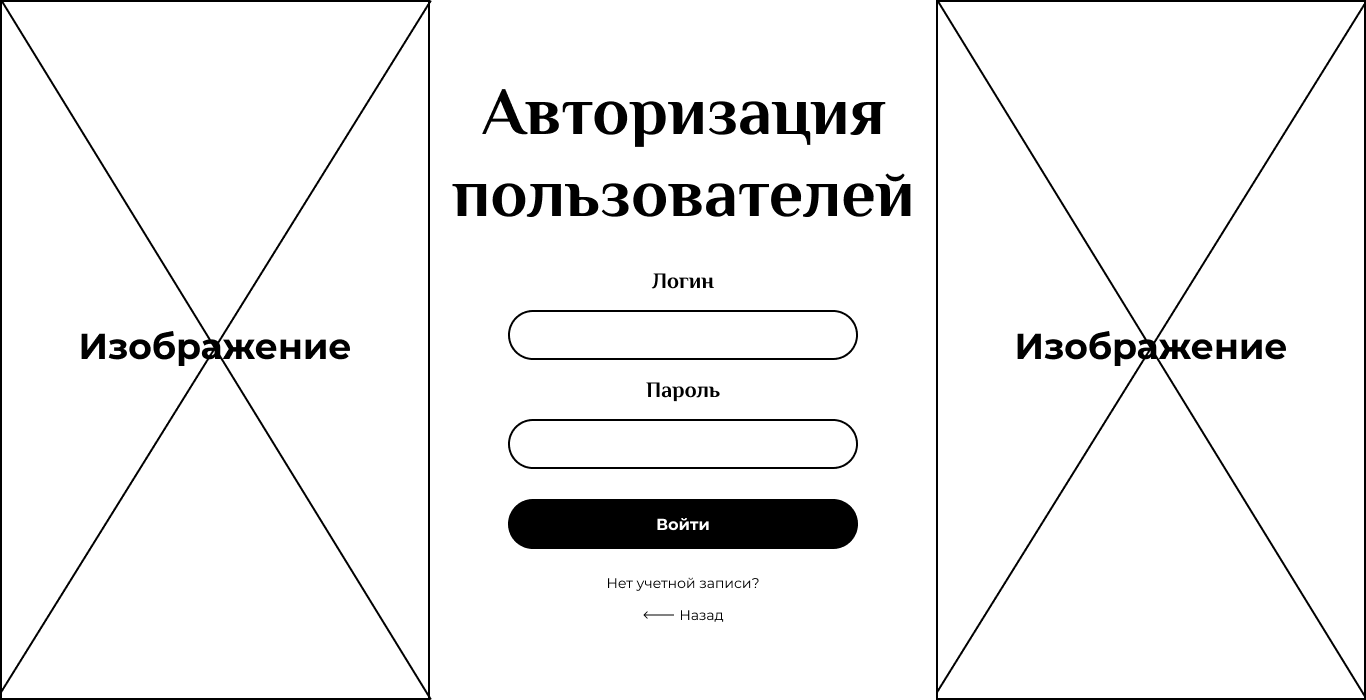 Изображение
Авторизация
пользователей
Логин
Пароль
Войти
Нет учетной записи?
Назад
Изображение